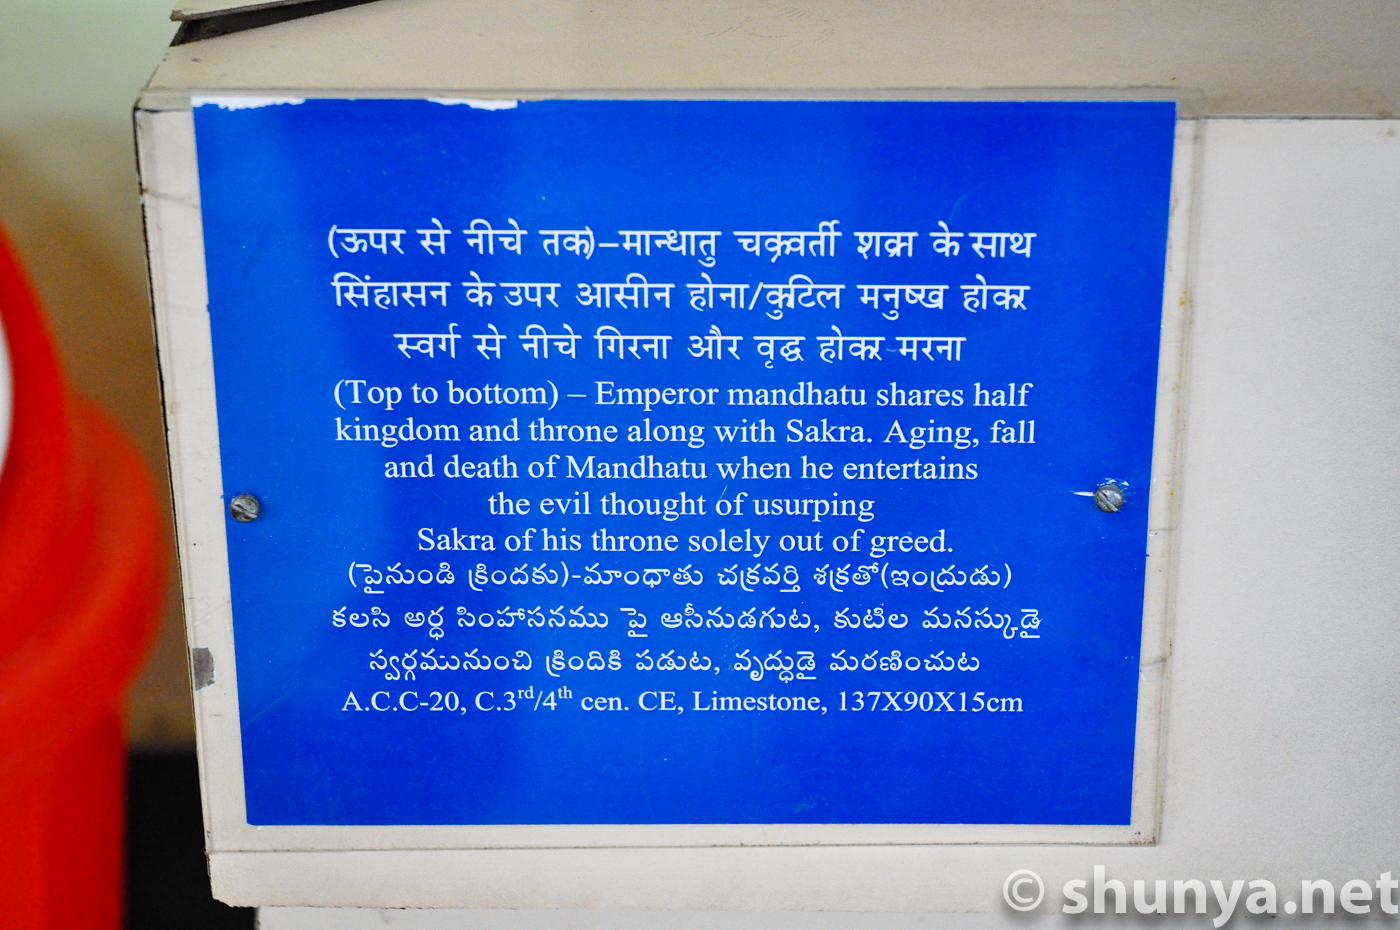 (ऊपर से नीचे तक)–मान्धातु चक्रवर्ती शक्रा के साथ
सिंहासन के उपर आसीन होना/कुटिल मनुष्ख होकर
स्वर्ग से नीचे गिरना और वृद्ध होकर मरना
(Top to bottom) – Emperor mandhatu shares half
kingdom and throne along with Sakra. Aging, fall
and death of Mandhatu when he entertains
the evil thought of usurping
Sakra of his throne solely out of greed.
(పైనుండి క్రిందకు)-మాంధాతు చక్రవర్తి శక్రతో(ఇంద్రుడు)
కలసి అర్ధ సింహాసనము పై ఆసీనుడగుట, కుటిల మనస్కుడై
స్వర్గమునుంచి క్రిందికి పడుట, వృద్ధుడై మరణించుట
A.C.C-20, C.3rd/4th cen. CE, Limestone, 137X90X15cm
© shunya.net